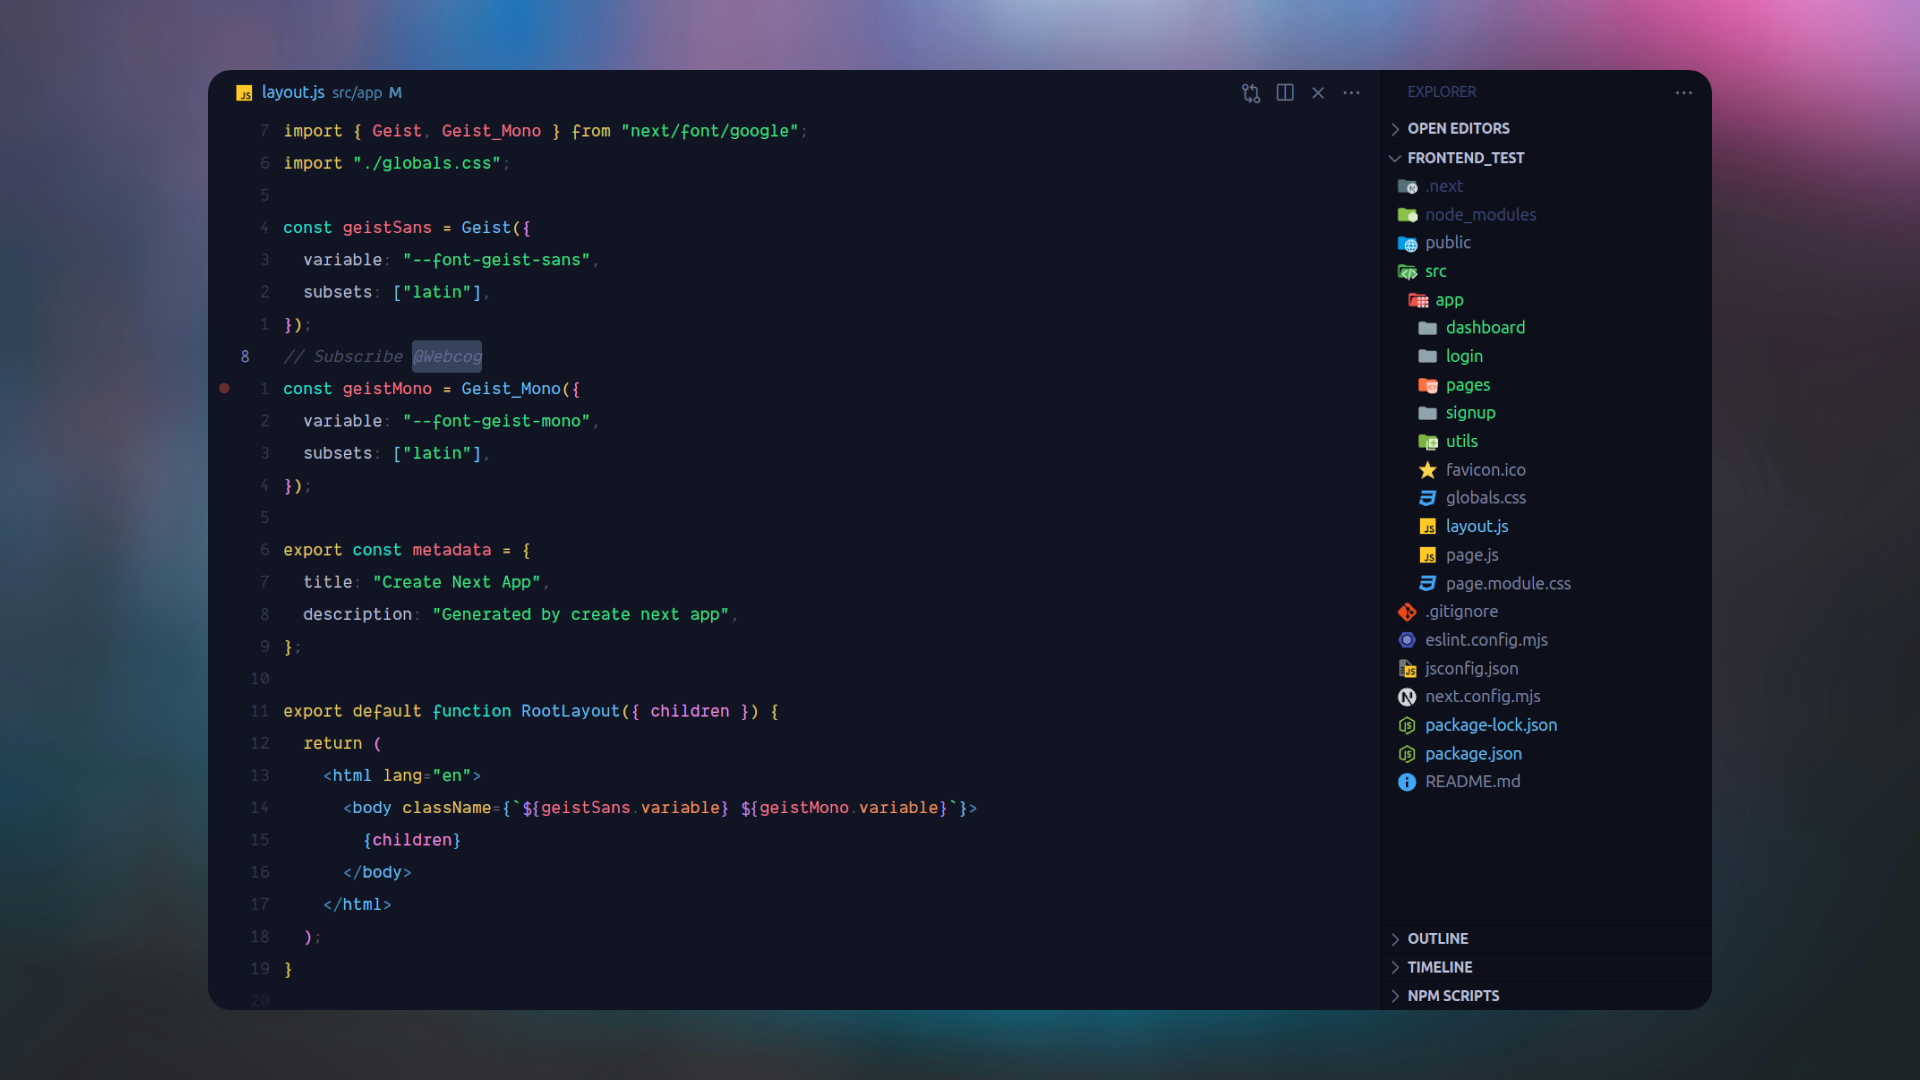 layout.js src/app M
7 import { Geist, Geist_Mono } from "next/font/google";
6 import "./globals.css";
5
4 const geistSans = Geist({
3   variable: "--font-geist-sans",
2   subsets: ["latin"],
1 });
8 // Subscribe @Webcog
1 const geistMono = Geist_Mono({
2   variable: "--font-geist-mono",
3   subsets: ["latin"],
4 });
5
6 export const metadata = {
7   title: "Create Next App",
8   description: "Generated by create next app",
9 };
10
11 export default function RootLayout({ children }) {
12   return (
13     <html lang="en">
14       <body className={`${geistSans.variable} ${geistMono.variable}`}>
15         {children}
16       </body>
17     </html>
18   );
19 }
20
EXPLORER
OPEN EDITORS
FRONTEND_TEST
.next
node_modules
public
src
app
dashboard
login
pages
signup
utils
favicon.ico
globals.css
JS layout.js
JS page.js
page.module.css
.gitignore
eslint.config.mjs
jsconfig.json
next.config.mjs
package-lock.json
package.json
README.md
OUTLINE
TIMELINE
NPM SCRIPTS